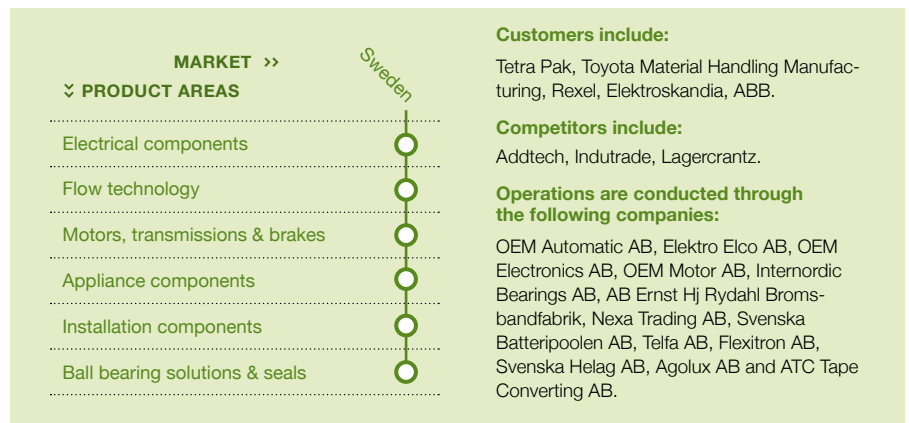 MARKET ››
PRODUCT AREAS
Sweden
Electrical components
Flow technology
Motors, transmissions & brakes
Appliance components
Installation components
Ball bearing solutions & seals
Customers include:
Tetra Pak, Toyota Material Handling Manufac-
turing, Rexel, Elektroskandia, ABB.
Competitors include:
Addtech, Indutrade, Lagercrantz.
Operations are conducted through
the following companies:
OEM Automatic AB, Elektro Elco AB, OEM
Electronics AB, OEM Motor AB, Internordic
Bearings AB, AB Ernst Hj Rydahl Broms-
bandfabrik, Nexa Trading AB, Svenska
Batteripoolen AB, Telfa AB, Flexitron AB,
Svenska Helag AB, Agolux AB and ATC Tape
Converting AB.